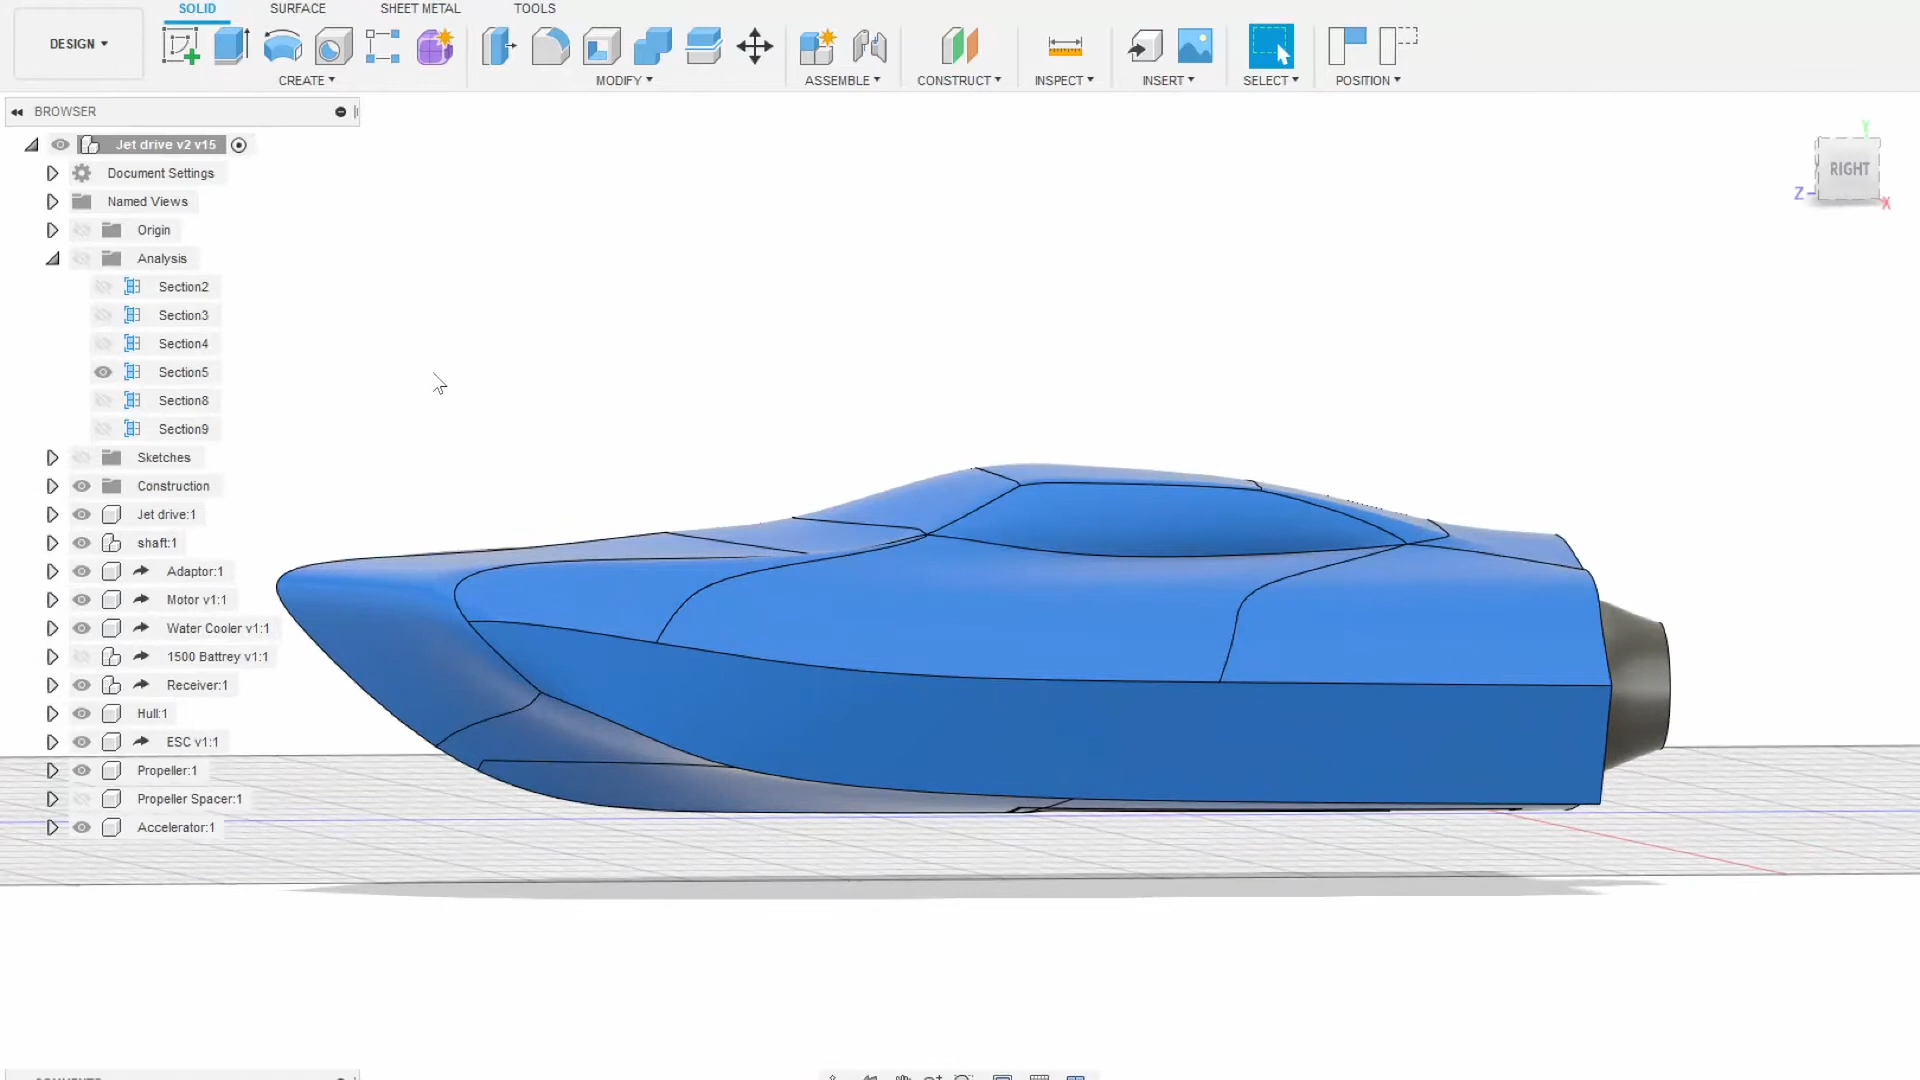 SOLID SURFACE SHEET METAL TOOLS
DESIGN
CREATE MODIFY ASSEMBLE CONSTRUCT INSPECT INSERT SELECT POSITION
BROWSER
Jet drive v2 v15
Document Settings
Named Views
Origin
Analysis
Section2
Section3
Section4
Section5
Section8
Section9
Sketches
Construction
Jet drive:1
shaft:1
Adaptor:1
Motor v1:1
Water Cooler v1:1
1500 Battrey v1:1
Receiver:1
Hull:1
ESC v1:1
Propeller:1
Propeller Spacer:1
Accelerator:1
Y
RIGHT
Z
X